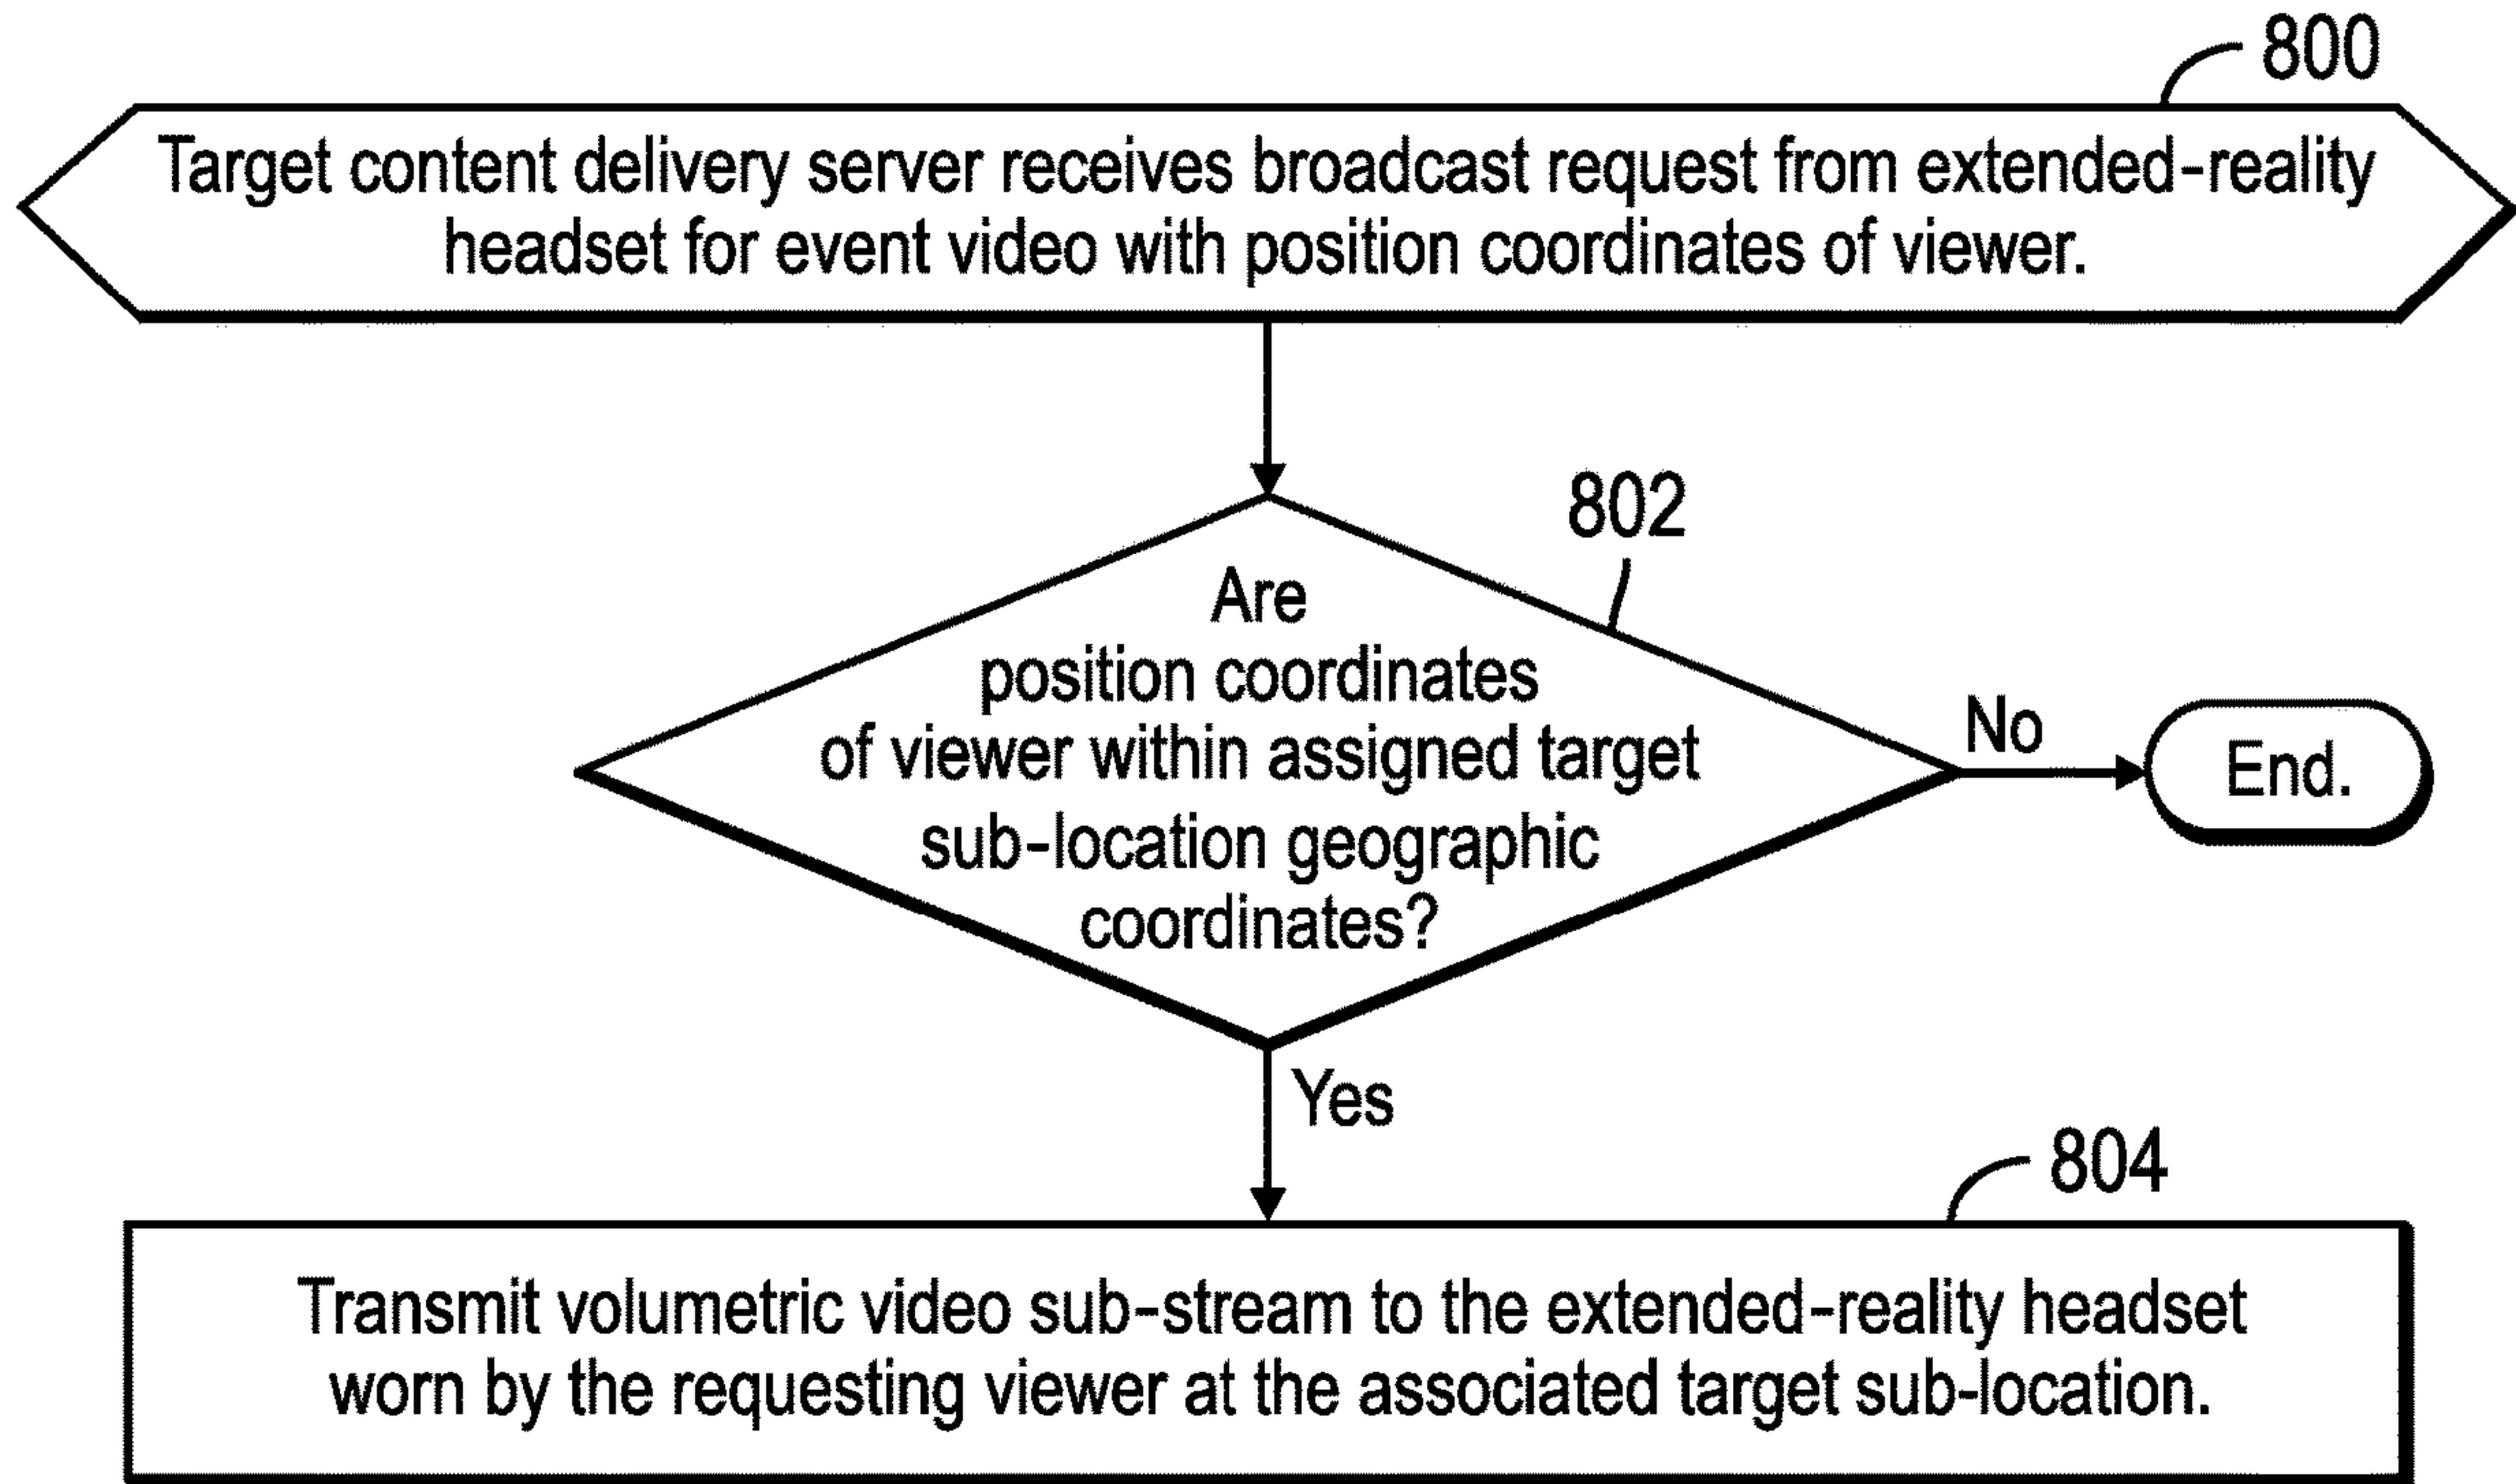 800
Target content delivery server receives broadcast request from extended-reality
headset for event video with position coordinates of viewer.
802
Are
position coordinates
of viewer within assigned target
sub-location geographic
coordinates?
No
End.
Yes
804
Transmit volumetric video sub-stream to the extended-reality headset
worn by the requesting viewer at the associated target sub-location.